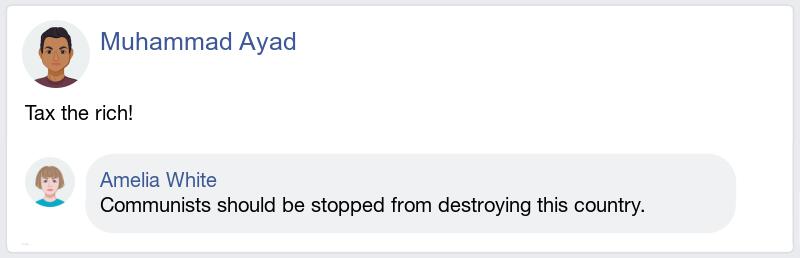 Muhammad Ayad
Tax the rich!
Amelia White
Communists should be stopped from destroying this country.